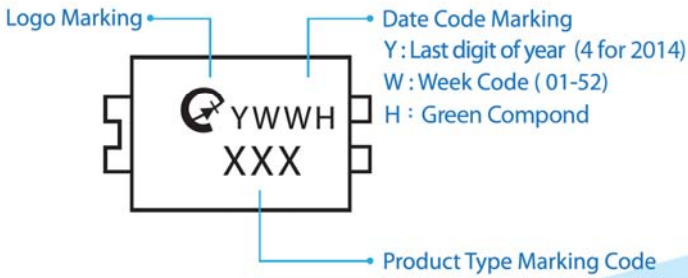 Logo Marking
Date Code Marking
Y : Last digit of year (4 for 2014)
W : Week Code ( 01-52)
H : Green Compond
YWWH
XXX
Product Type Marking Code